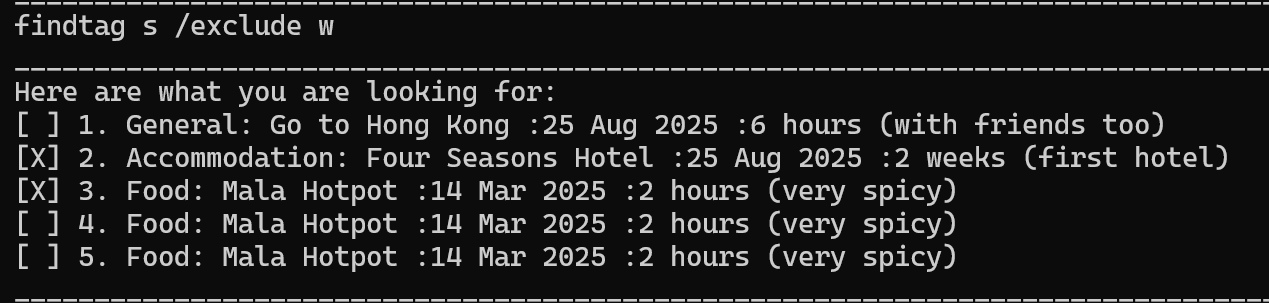 findtag s /exclude w
Here are what you are looking for:
[ ] 1. General: Go to Hong Kong :25 Aug 2025 :6 hours (with friends too)
[X] 2. Accommodation: Four Seasons Hotel :25 Aug 2025 :2 weeks (first hotel)
[X] 3. Food: Mala Hotpot :14 Mar 2025 :2 hours (very spicy)
[ ] 4. Food: Mala Hotpot :14 Mar 2025 :2 hours (very spicy)
[ ] 5. Food: Mala Hotpot :14 Mar 2025 :2 hours (very spicy)